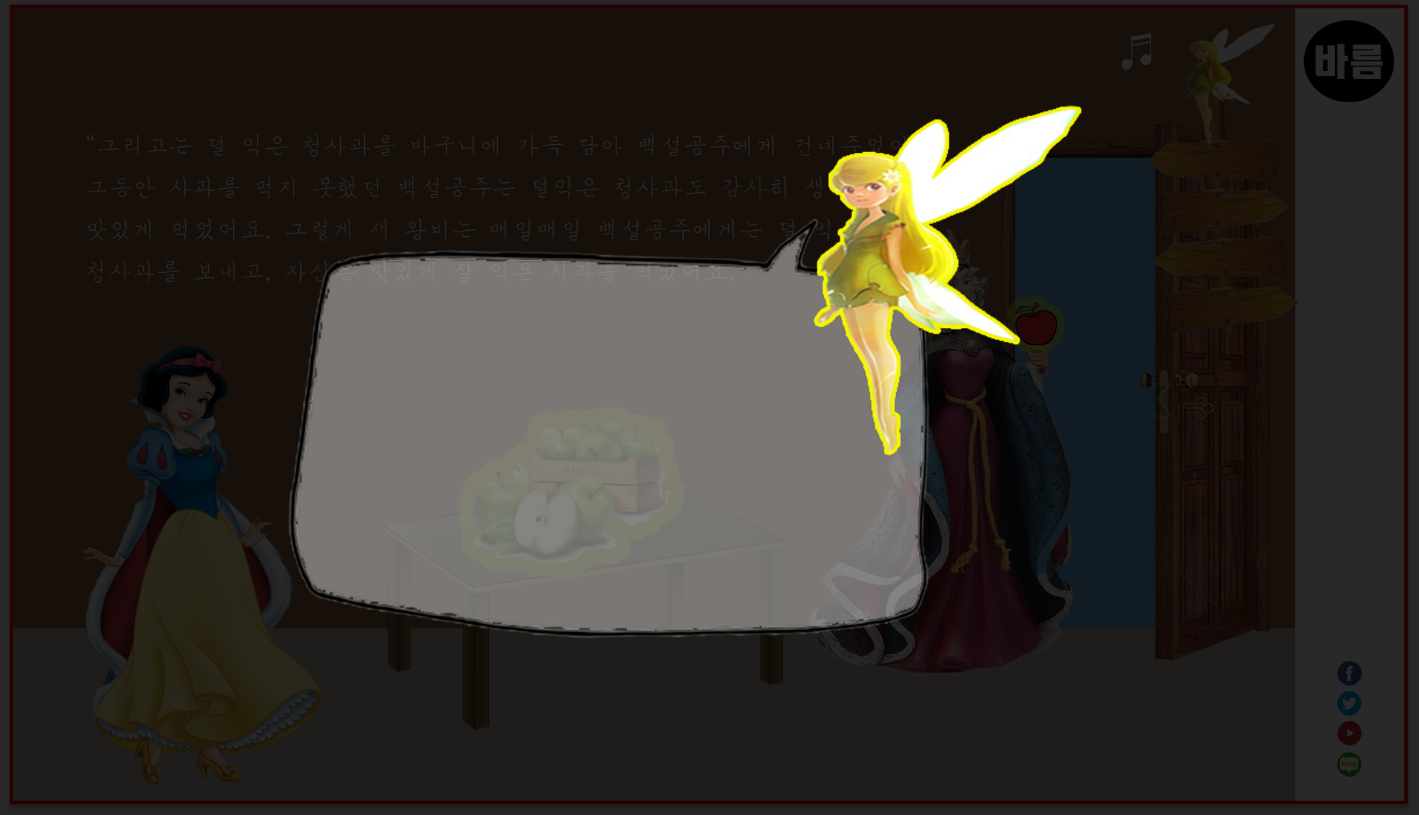 바름
“그리고는 덜 익은 청사과를 바구니에 가득 담아 백설공주에게 건네주었어
그동안 사과를 먹지 못했던 백설공주는 덜익은 청사과도 감사히
맛있게 먹었어요. 그렇게 새 왕비는 매일매일 백설공주에게는 덜
청사과를 보내고, 자신은 맛있게 잘 익은 사과를 먹었어요.
Apple
blog